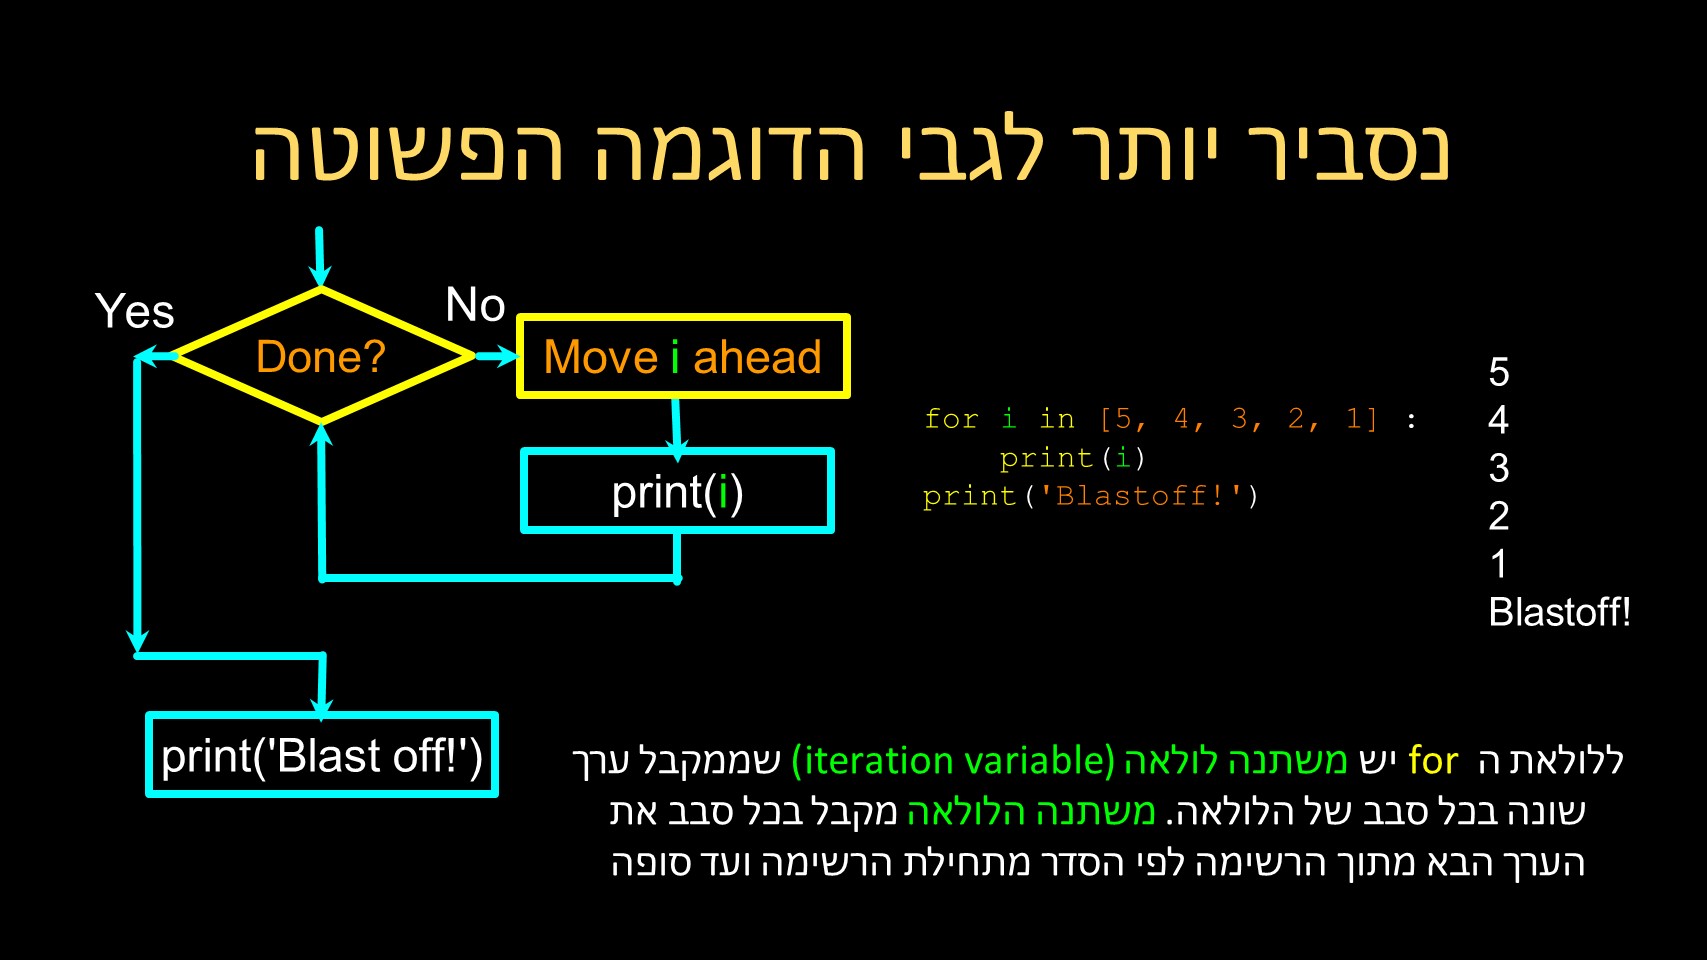 נסביר יותר לגבי הדוגמה הפשוטה
Yes
No
Done?
Move i ahead
print(i)
print('Blast off!')
for i in [5, 4, 3, 2, 1] :
    print(i)
print('Blastoff!')
5
4
3
2
1
Blastoff!
ללולאת ה for יש משתנה לולאה (iteration variable) שממקבל ערך
שונה בכל סבב של הלולאה. משתנה הלולאה מקבל בכל סבב את
הערך הבא מתוך הרשימה לפי הסדר מתחילת הרשימה ועד סופה